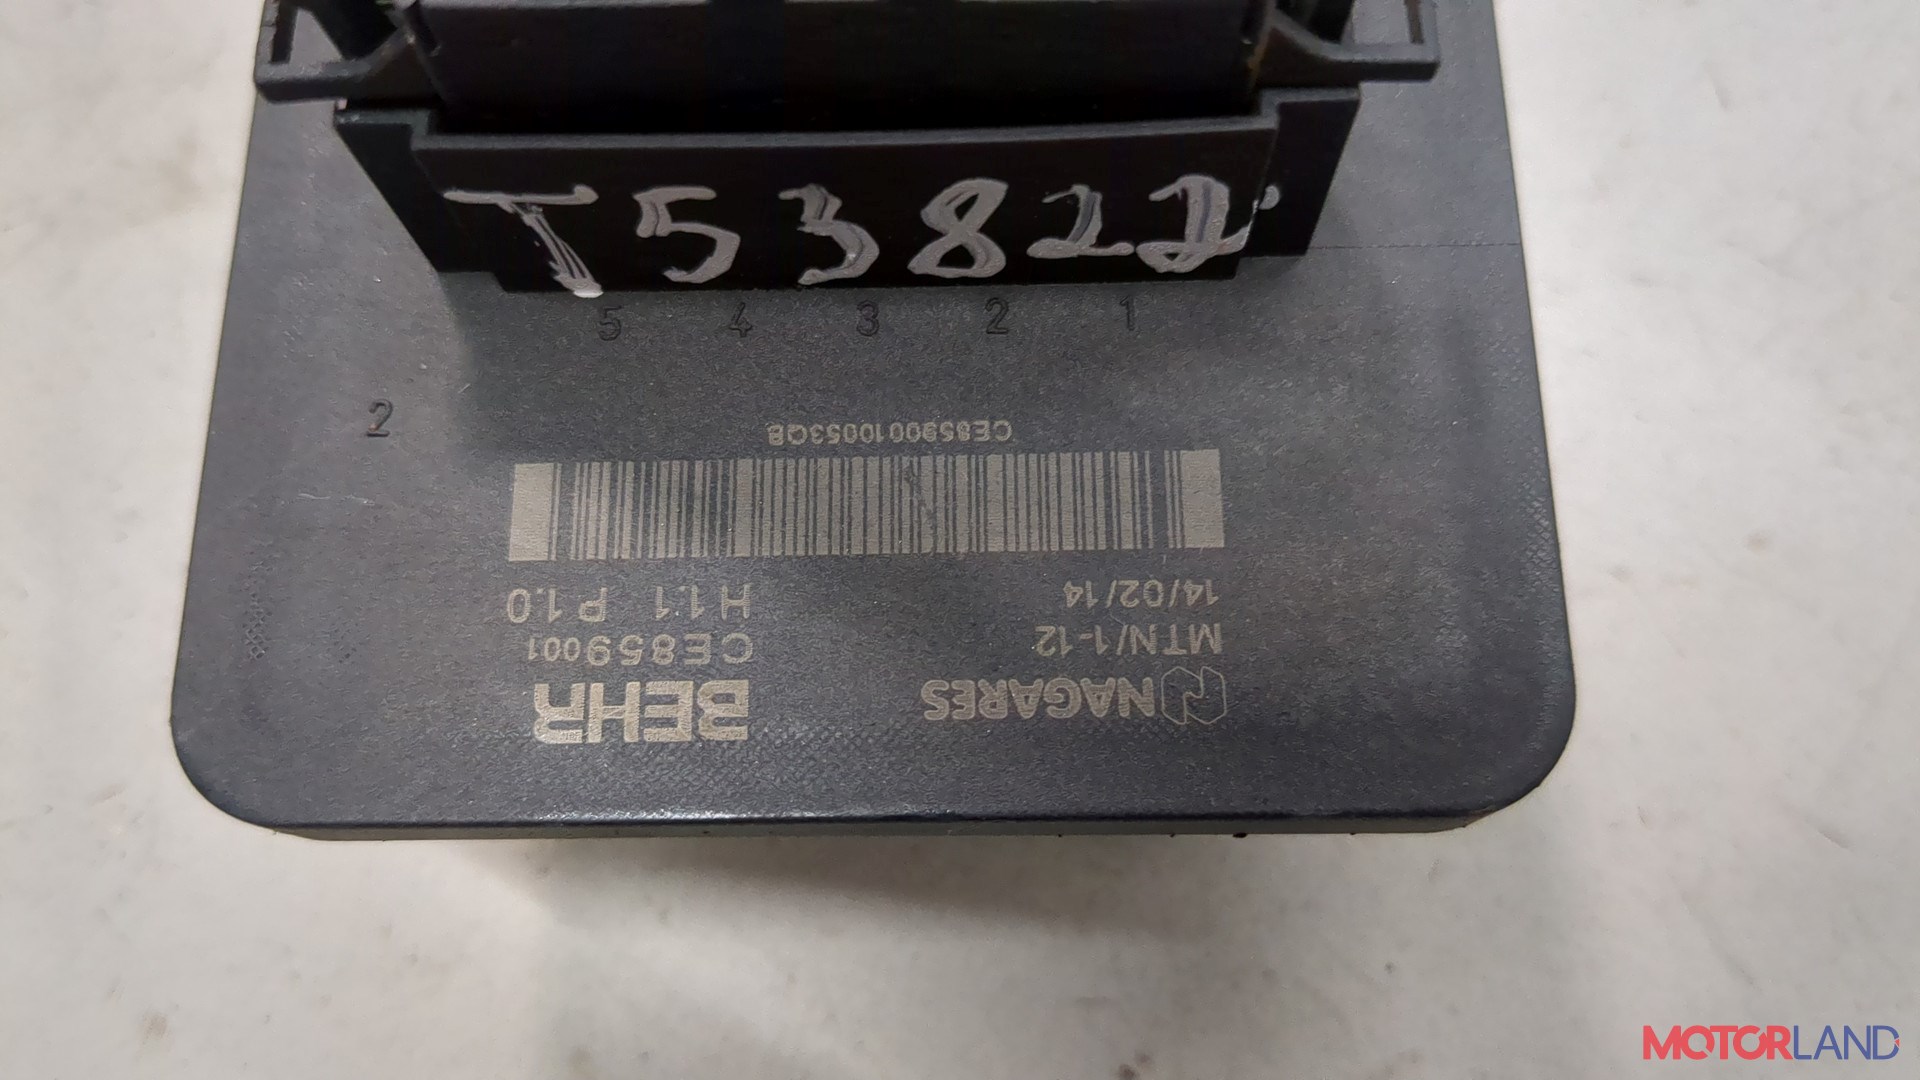 T53822
5 4 3 2 1
2
NAGARES BEHR
MTN/1-12 CE859001
14/02/14 H1.1 P1.0
CE8590010053QB
MOTORLAND